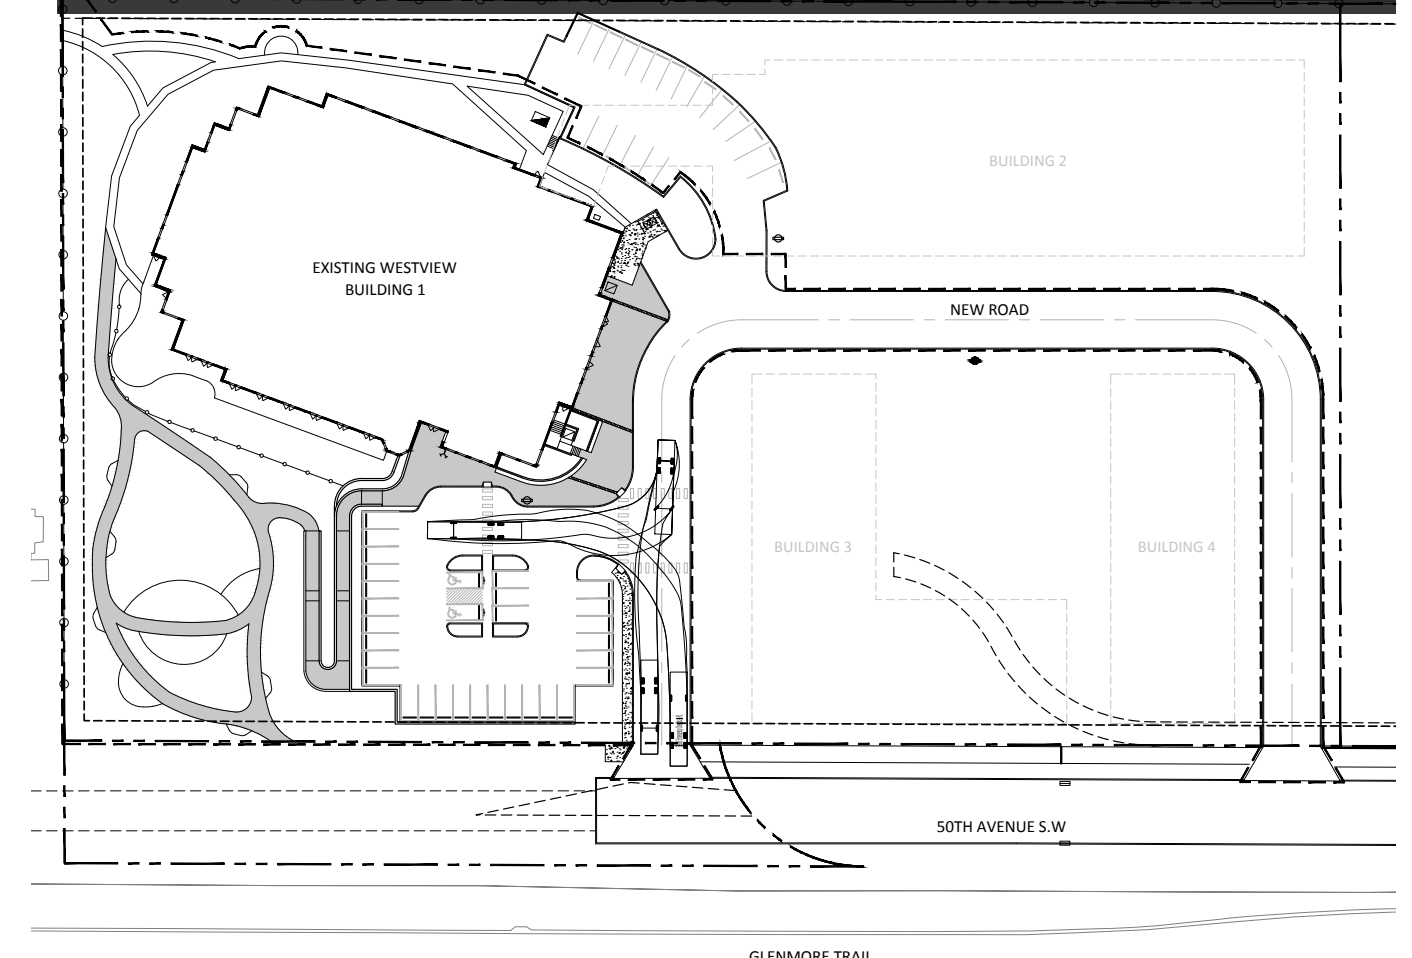 BUILDING 2
EXISTING WESTVIEW
BUILDING 1
NEW ROAD
BUILDING 3
BUILDING 4
50TH AVENUE S.W
GLENMORE TRAIL